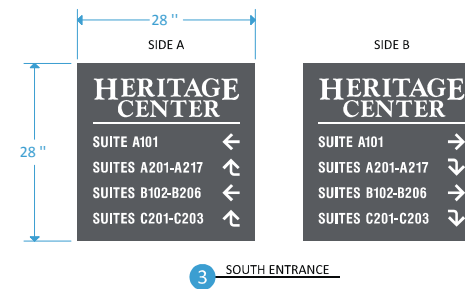 28 "
SIDE A
SIDE B
28 "
HERITAGE
CENTER
SUITE A101 ←
SUITES A201-A217 ↰
SUITES B102-B206 ←
SUITES C201-C203 ↰
HERITAGE
CENTER
SUITE A101 →
SUITES A201-A217 ↴
SUITES B102-B206 →
SUITES C201-C203 ↴
3 SOUTH ENTRANCE